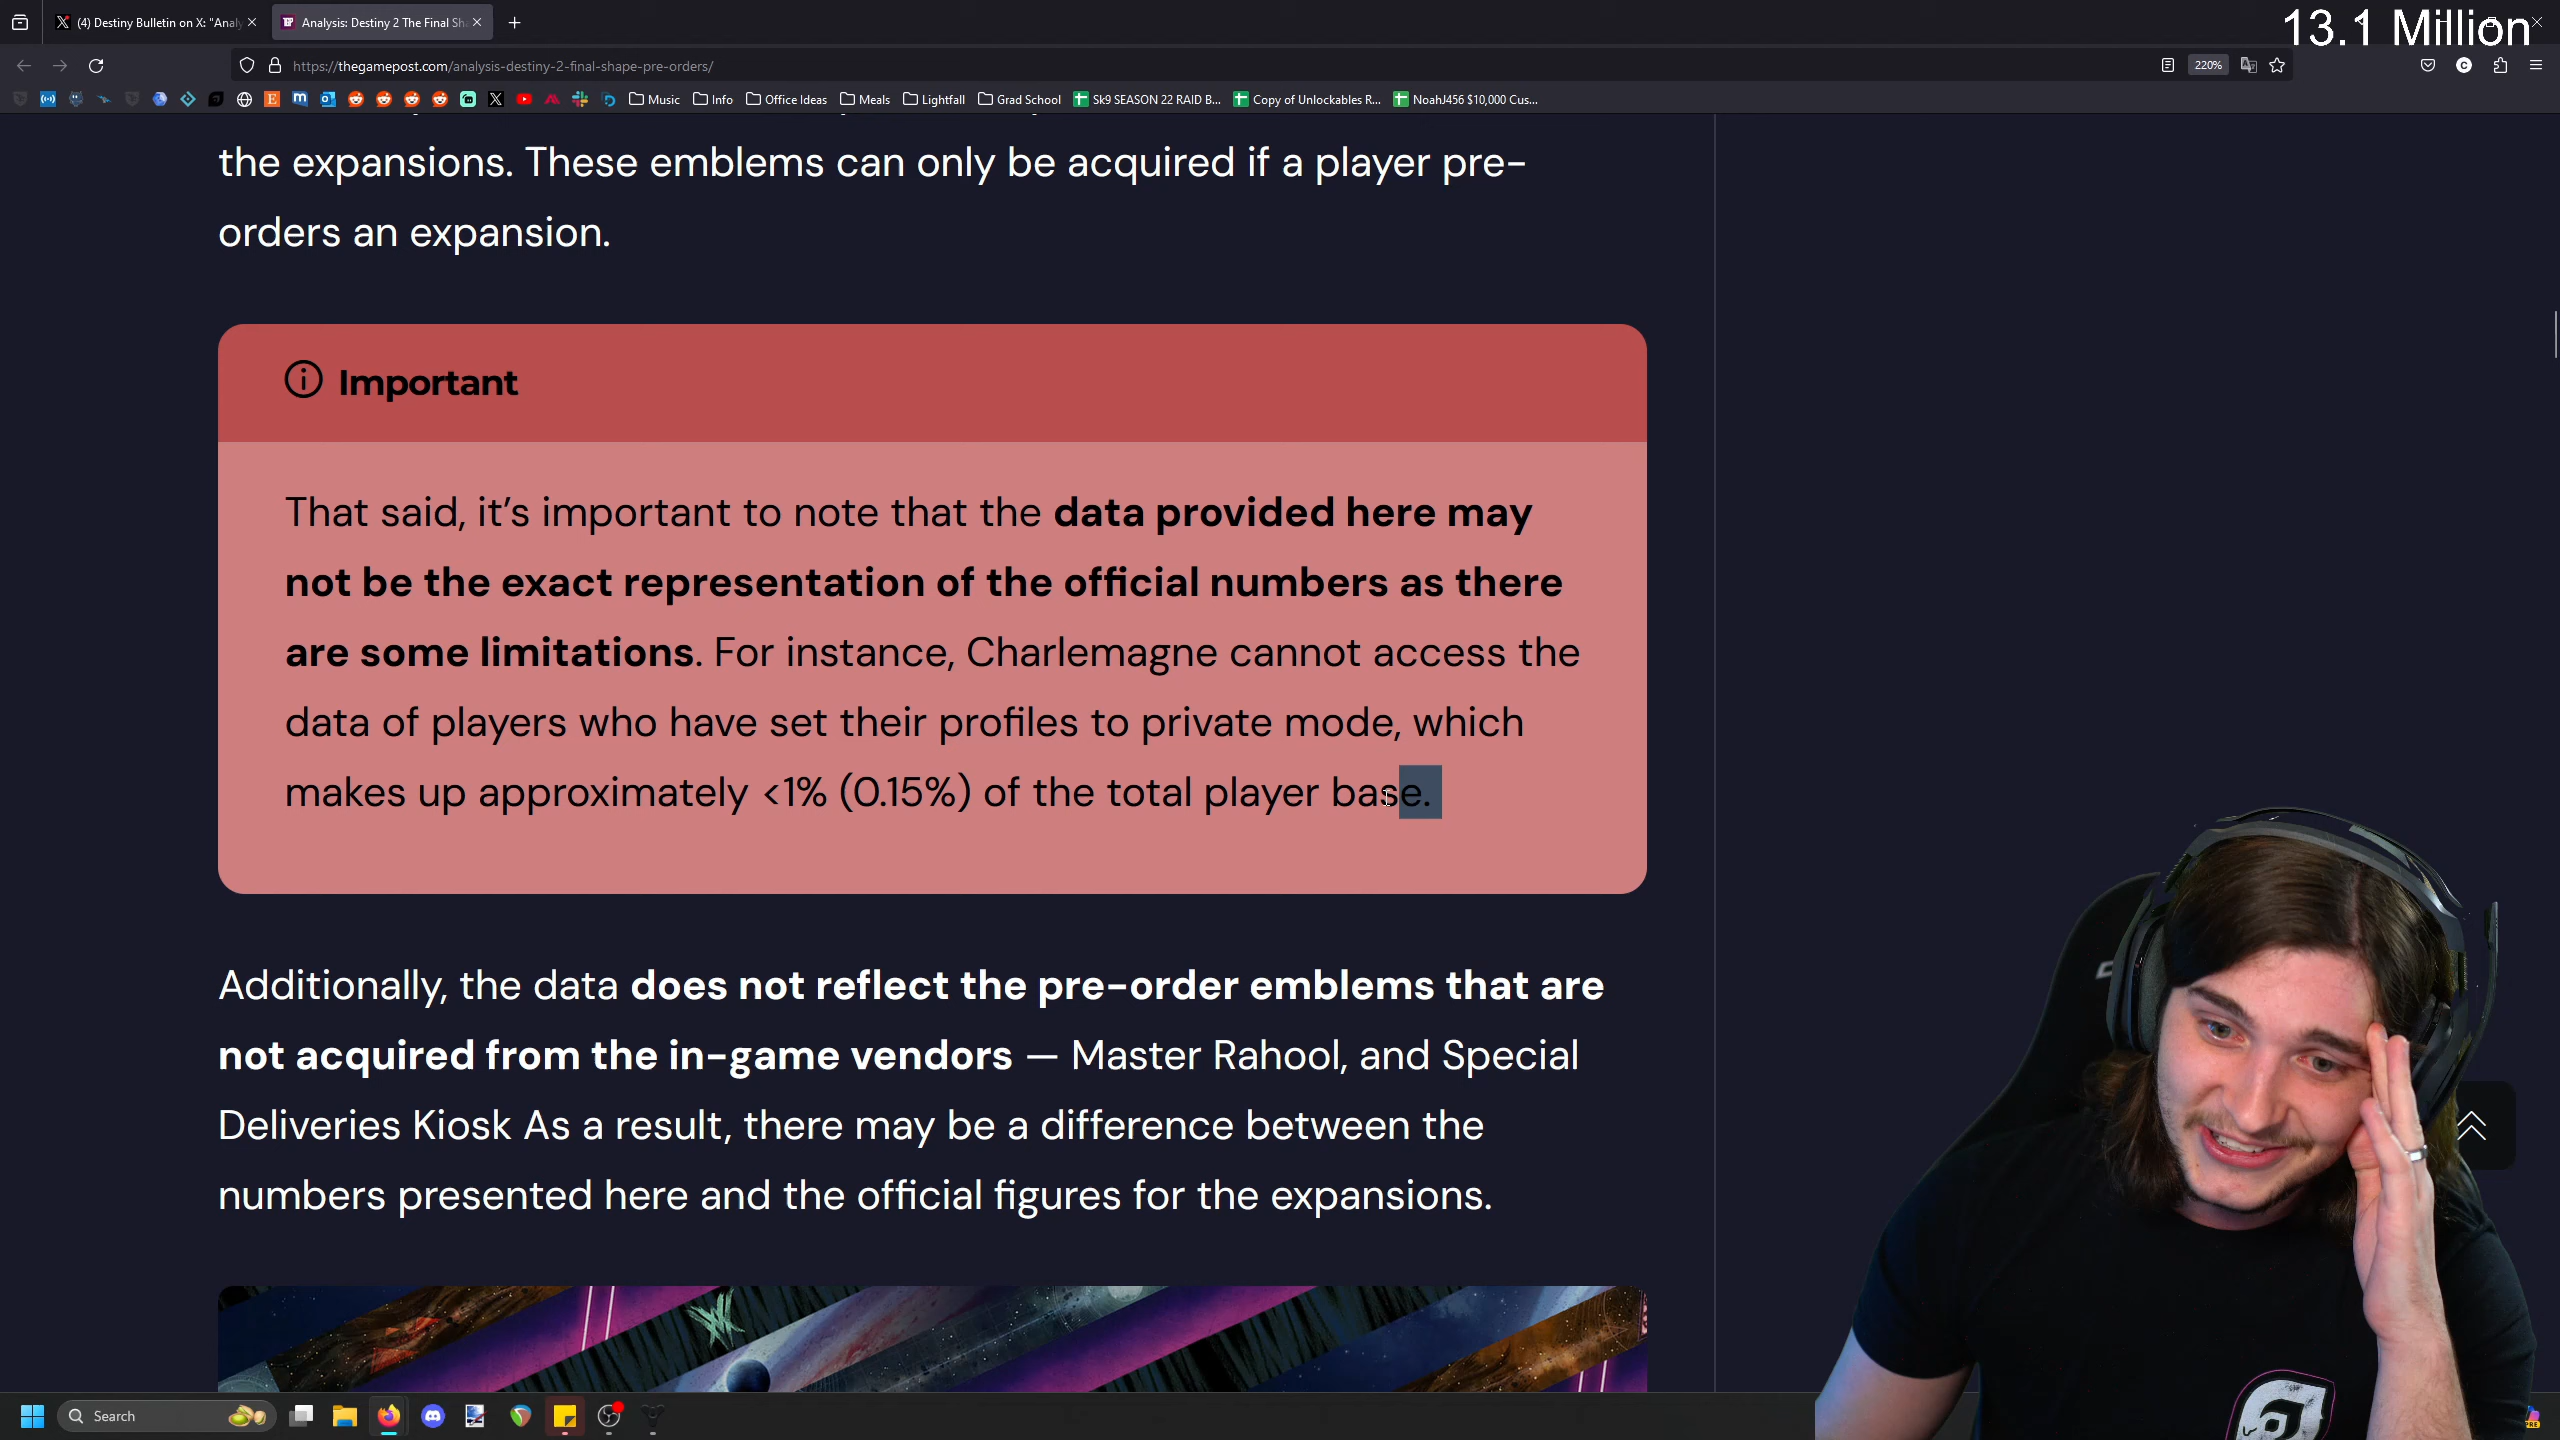 (4) Destiny Bulletin on X: "Analy
Analysis: Destiny 2 The Final Sha
13.1 Million
https://thegamepost.com/analysis-destiny-2-final-shape-pre-orders/
220%
Music
Info
Office Ideas
Meals
Lightfall
Grad School
Sk9 SEASON 22 RAID B...
Copy of Unlockables R...
NoahJ456 $10,000 Cus...
the expansions. These emblems can only be acquired if a player pre-
orders an expansion.
Important
That said, it's important to note that the data provided here may
not be the exact representation of the official numbers as there
are some limitations. For instance, Charlemagne cannot access the
data of players who have set their profiles to private mode, which
makes up approximately <1% (0.15%) of the total player base.
Additionally, the data does not reflect the pre-order emblems that are
not acquired from the in-game vendors — Master Rahool, and Special
Deliveries Kiosk As a result, there may be a difference between the
numbers presented here and the official figures for the expansions.
Search